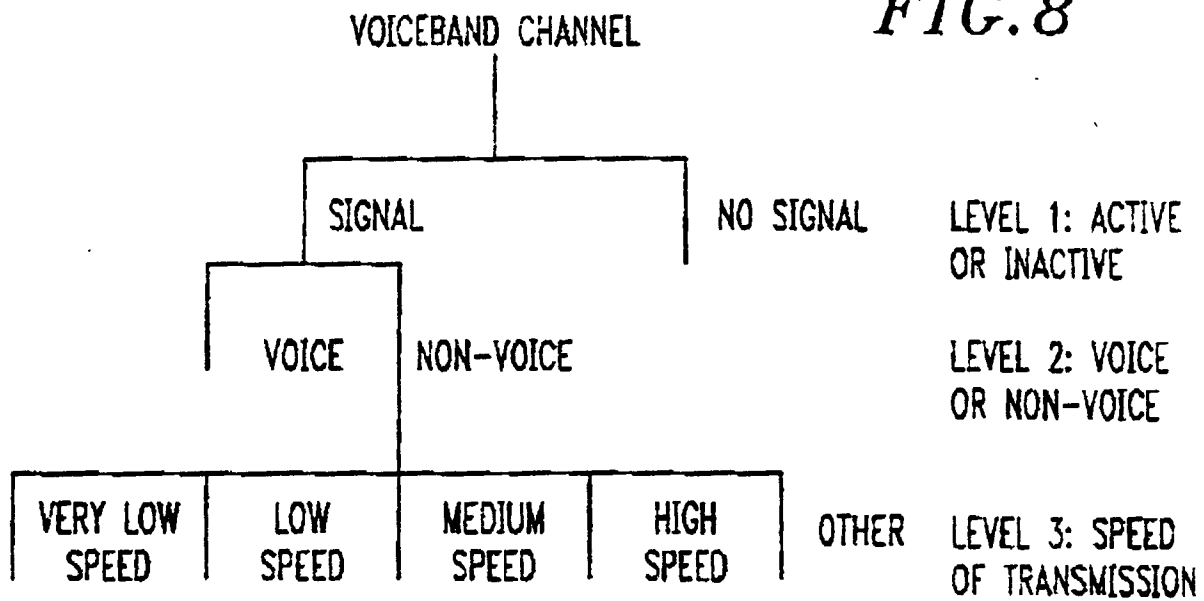 FIG. 8
VOICEBAND CHANNEL
SIGNAL
NO SIGNAL
LEVEL 1: ACTIVE
OR INACTIVE
VOICE
NON-VOICE
LEVEL 2: VOICE
OR NON-VOICE
VERY LOW
SPEED
LOW
SPEED
MEDIUM
SPEED
HIGH
SPEED
OTHER
LEVEL 3: SPEED
OF TRANSMISSION